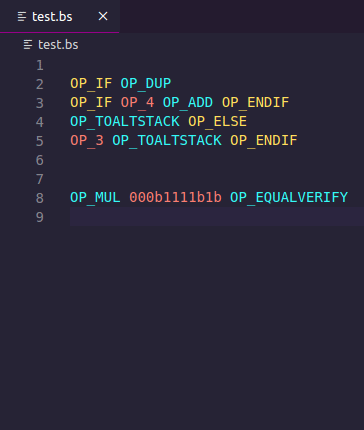 test.bs
test.bs
1
2 OP_IF OP_DUP
3 OP_IF OP_4 OP_ADD OP_ENDIF
4 OP_TOALTSTACK OP_ELSE
5 OP_3 OP_TOALTSTACK OP_ENDIF
6
7
8 OP_MUL 000b1111b1b OP_EQUALVERIFY
9